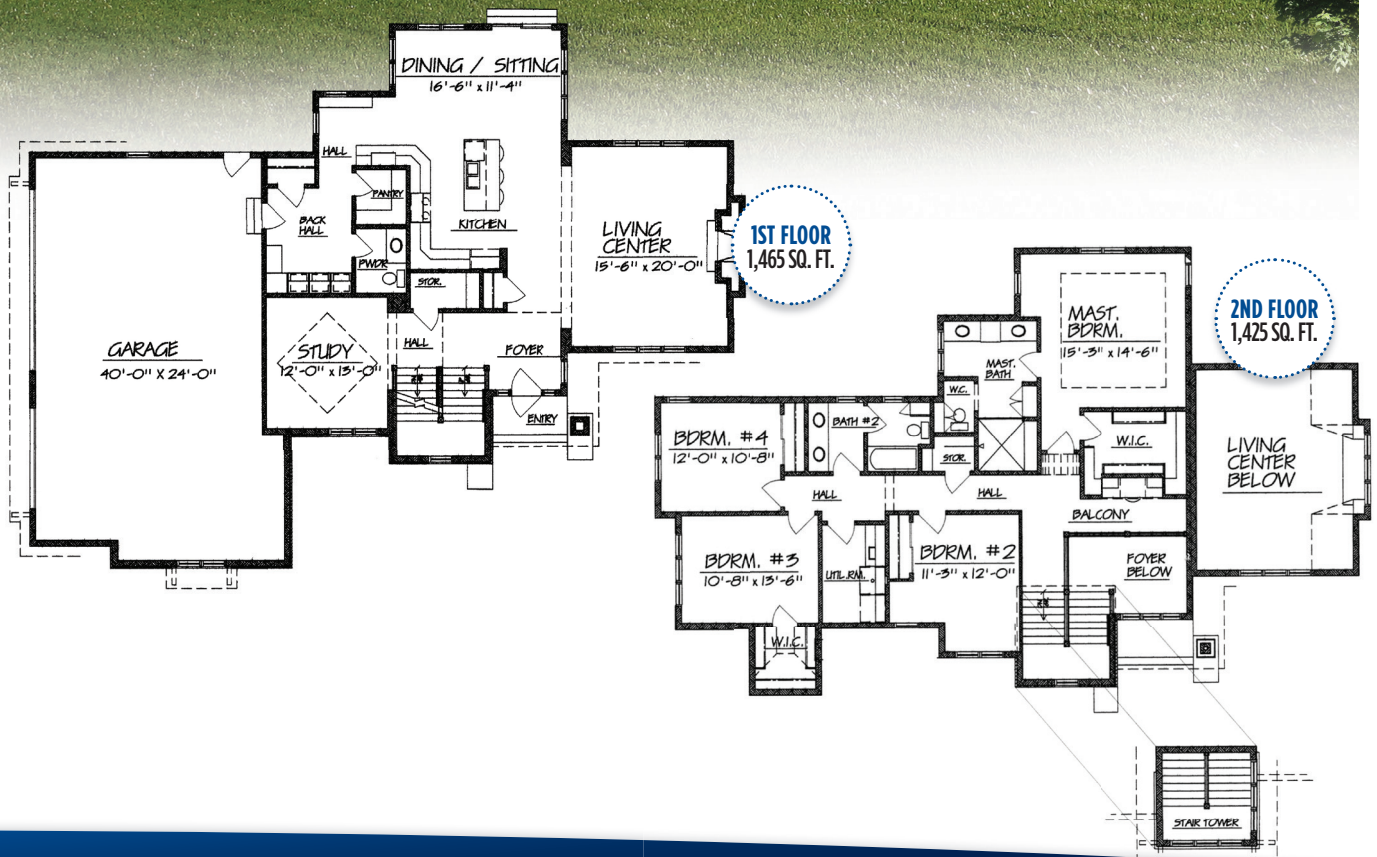 DINING / SITTING
16'-6" x 11'-4"
HALL
PANTRY
BACK
HALL
KITCHEN
PWDR
STOR.
LIVING
CENTER
15'-6" x 20'-0"
1ST FLOOR
1,465 SQ. FT.
GARAGE
40'-0" X 24'-0"
STUDY
12'-0" x 13'-0"
HALL
FOYER
ENTRY
2ND FLOOR
1,425 SQ. FT.
MAST.
BDRM.
15'-3" x 14'-6"
MAST.
BATH
W.C.
BATH #2
STOR.
W.I.C.
BDRM. #4
12'-0" x 10'-8"
LIVING
CENTER
BELOW
HALL
HALL
BALCONY
BDRM. #3
10'-8" x 13'-6"
UTIL. RM.
BDRM. #2
11'-3" x 12'-0"
FOYER
BELOW
W.I.C.
STAIR TOWER